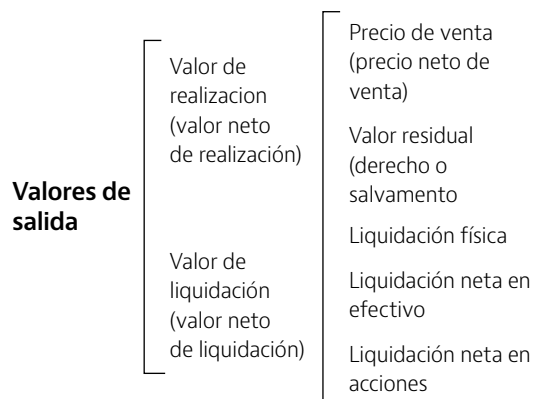 Valores de
salida
Valor de
realizacion
(valor neto
de realización)
Valor de
liquidación
(valor neto
de liquidación)
Precio de venta
(precio neto de
venta)
Valor residual
(derecho o
salvamento
Liquidación física
Liquidación neta en
efectivo
Liquidación neta en
acciones